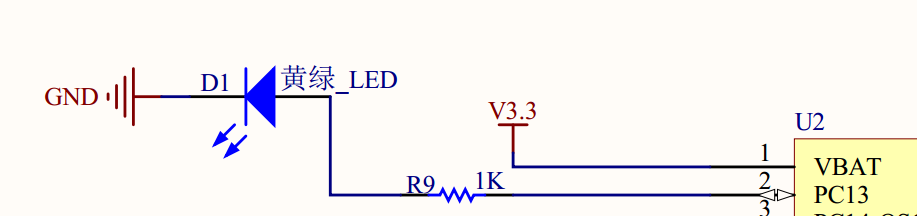 黄绿_LED
D1
GND
V3.3
U2
1
VBAT
R9
1K
2
PC13
3